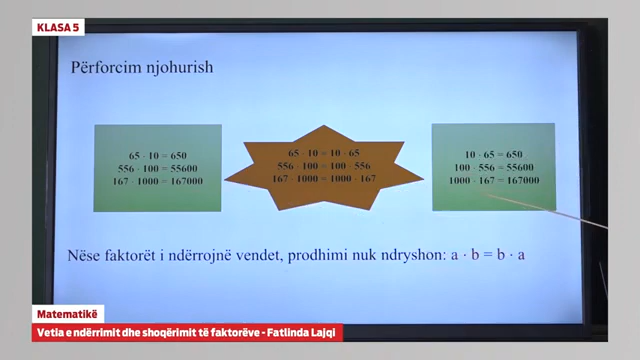 KLASA 5
Përforcim njohurish
65 · 10 = 650
556 · 100 = 55600
167 · 1000 = 167000
65 · 10 = 10 · 65
556 · 100 = 100 · 556
167 · 1000 = 1000 · 167
10 · 65 = 650
100 · 556 = 55600
1000 · 167 = 167000
Nëse faktorët i ndërrojnë vendet, prodhimi nuk ndryshon: a · b = b · a
Matematikë
Vetia e ndërrimit dhe shoqërimit të faktorëve - Fatlinda Lajqi